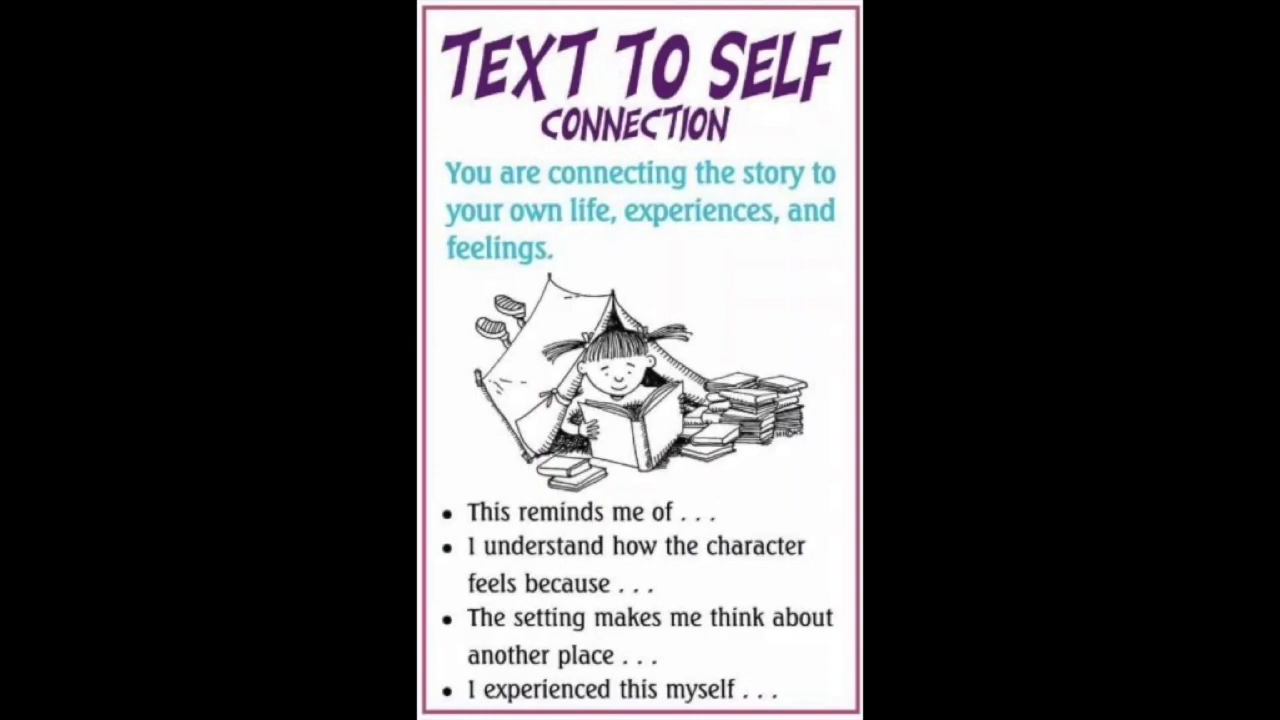 TEXT TO SELF
CONNECTION
You are connecting the story to
your own life, experiences, and
feelings.
• This reminds me of . . .
• I understand how the character
feels because . . .
• The setting makes me think about
another place . . .
• I experienced this myself . . .